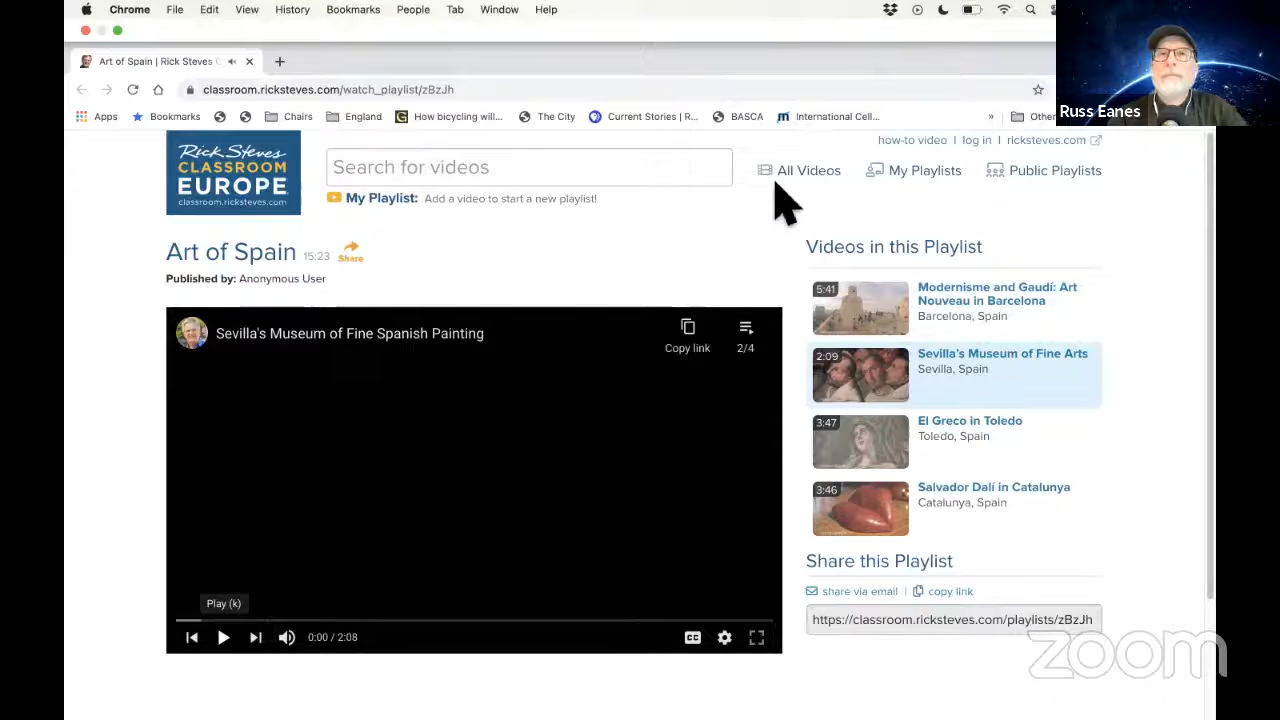 Chrome File Edit View History Bookmarks People Tab Window Help
Art of Spain | Rick Steves C
classroom.ricksteves.com/watch_playlist/zBzJh
Apps Bookmarks Chairs England How bicycling will... The City Current Stories | R... BASCA International Cell... » Other
Russ Eanes
Rick Steves
CLASSROOM
EUROPE
classroom.ricksteves.com
how-to video | log in | ricksteves.com
Search for videos
All Videos My Playlists Public Playlists
My Playlist: Add a video to start a new playlist!
Art of Spain 15:23 Share
Published by: Anonymous User
Sevilla's Museum of Fine Spanish Painting
Copy link 2/4
Play (k)
0:00 / 2:08
CC
Videos in this Playlist
5:41 Modernisme and Gaudí: Art
Nouveau in Barcelona
Barcelona, Spain
2:09 Sevilla's Museum of Fine Arts
Sevilla, Spain
3:47 El Greco in Toledo
Toledo, Spain
3:46 Salvador Dalí in Catalunya
Catalunya, Spain
Share this Playlist
share via email | copy link
https://classroom.ricksteves.com/playlists/zBzJh
zoom